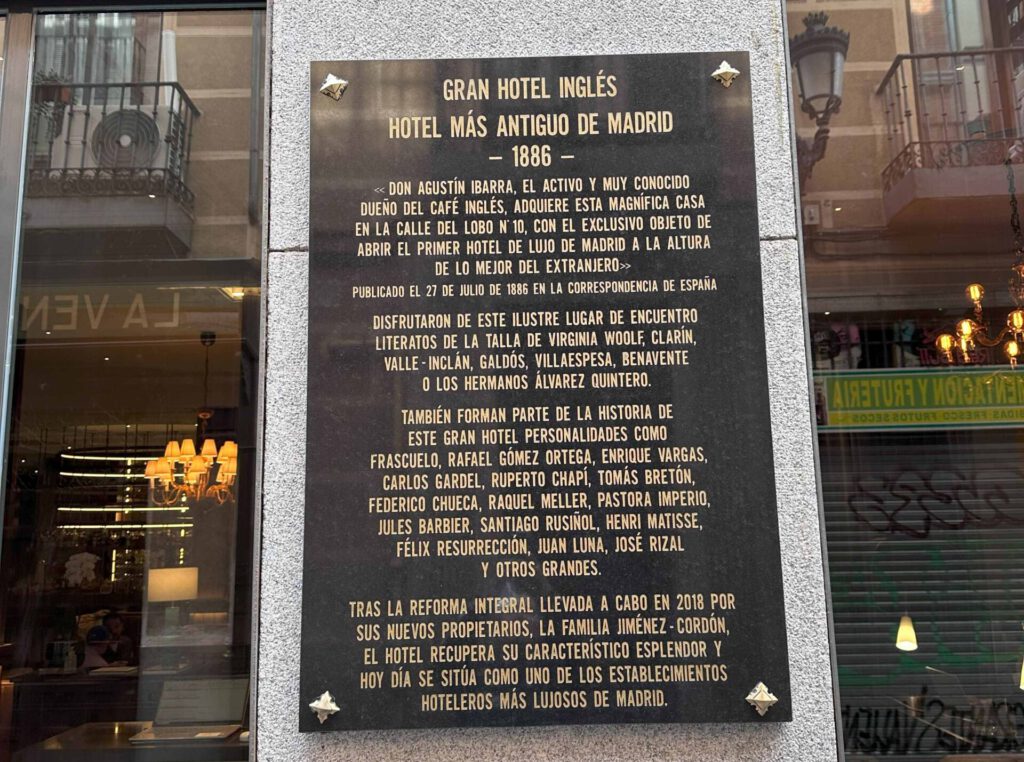 GRAN HOTEL INGLÉS
HOTEL MÁS ANTIGUO DE MADRID
– 1886 –
<< DON AGUSTÍN IBARRA, EL ACTIVO Y MUY CONOCIDO
DUEÑO DEL CAFÉ INGLÉS, ADQUIERE ESTA MAGNÍFICA CASA
EN LA CALLE DEL LOBO Nº10, CON EL EXCLUSIVO OBJETO DE
ABRIR EL PRIMER HOTEL DE LUJO DE MADRID A LA ALTURA
DE LO MEJOR DEL EXTRANJERO>>
PUBLICADO EL 27 DE JULIO DE 1886 EN LA CORRESPONDENCIA DE ESPAÑA
DISFRUTARON DE ESTE ILUSTRE LUGAR DE ENCUENTRO
LITERATOS DE LA TALLA DE VIRGINIA WOOLF, CLARÍN,
VALLE-INCLÁN, GALDÓS, VILLAESPESA, BENAVENTE
O LOS HERMANOS ÁLVAREZ QUINTERO.
TAMBIÉN FORMAN PARTE DE LA HISTORIA DE
ESTE GRAN HOTEL PERSONALIDADES COMO
FRASCUELO, RAFAEL GÓMEZ ORTEGA, ENRIQUE VARGAS,
CARLOS GARDEL, RUPERTO CHAPÍ, TOMÁS BRETÓN,
FEDERICO CHUECA, RAQUEL MELLER, PASTORA IMPERIO,
JULES BARBIER, SANTIAGO RUSIÑOL, HENRI MATISSE,
FÉLIX RESURRECCIÓN, JUAN LUNA, JOSÉ RIZAL
Y OTROS GRANDES.
TRAS LA REFORMA INTEGRAL LLEVADA A CABO EN 2018 POR
SUS NUEVOS PROPIETARIOS, LA FAMILIA JIMÉNEZ-CORDÓN,
EL HOTEL RECUPERA SU CARACTERÍSTICO ESPLENDOR Y
HOY DÍA SE SITÚA COMO UNO DE LOS ESTABLECIMIENTOS
HOTELEROS MÁS LUJOSOS DE MADRID.
LA VEN
ENTACIÓN Y FRUTERIA
BIDAS FRESCO FRUTOS SECOS